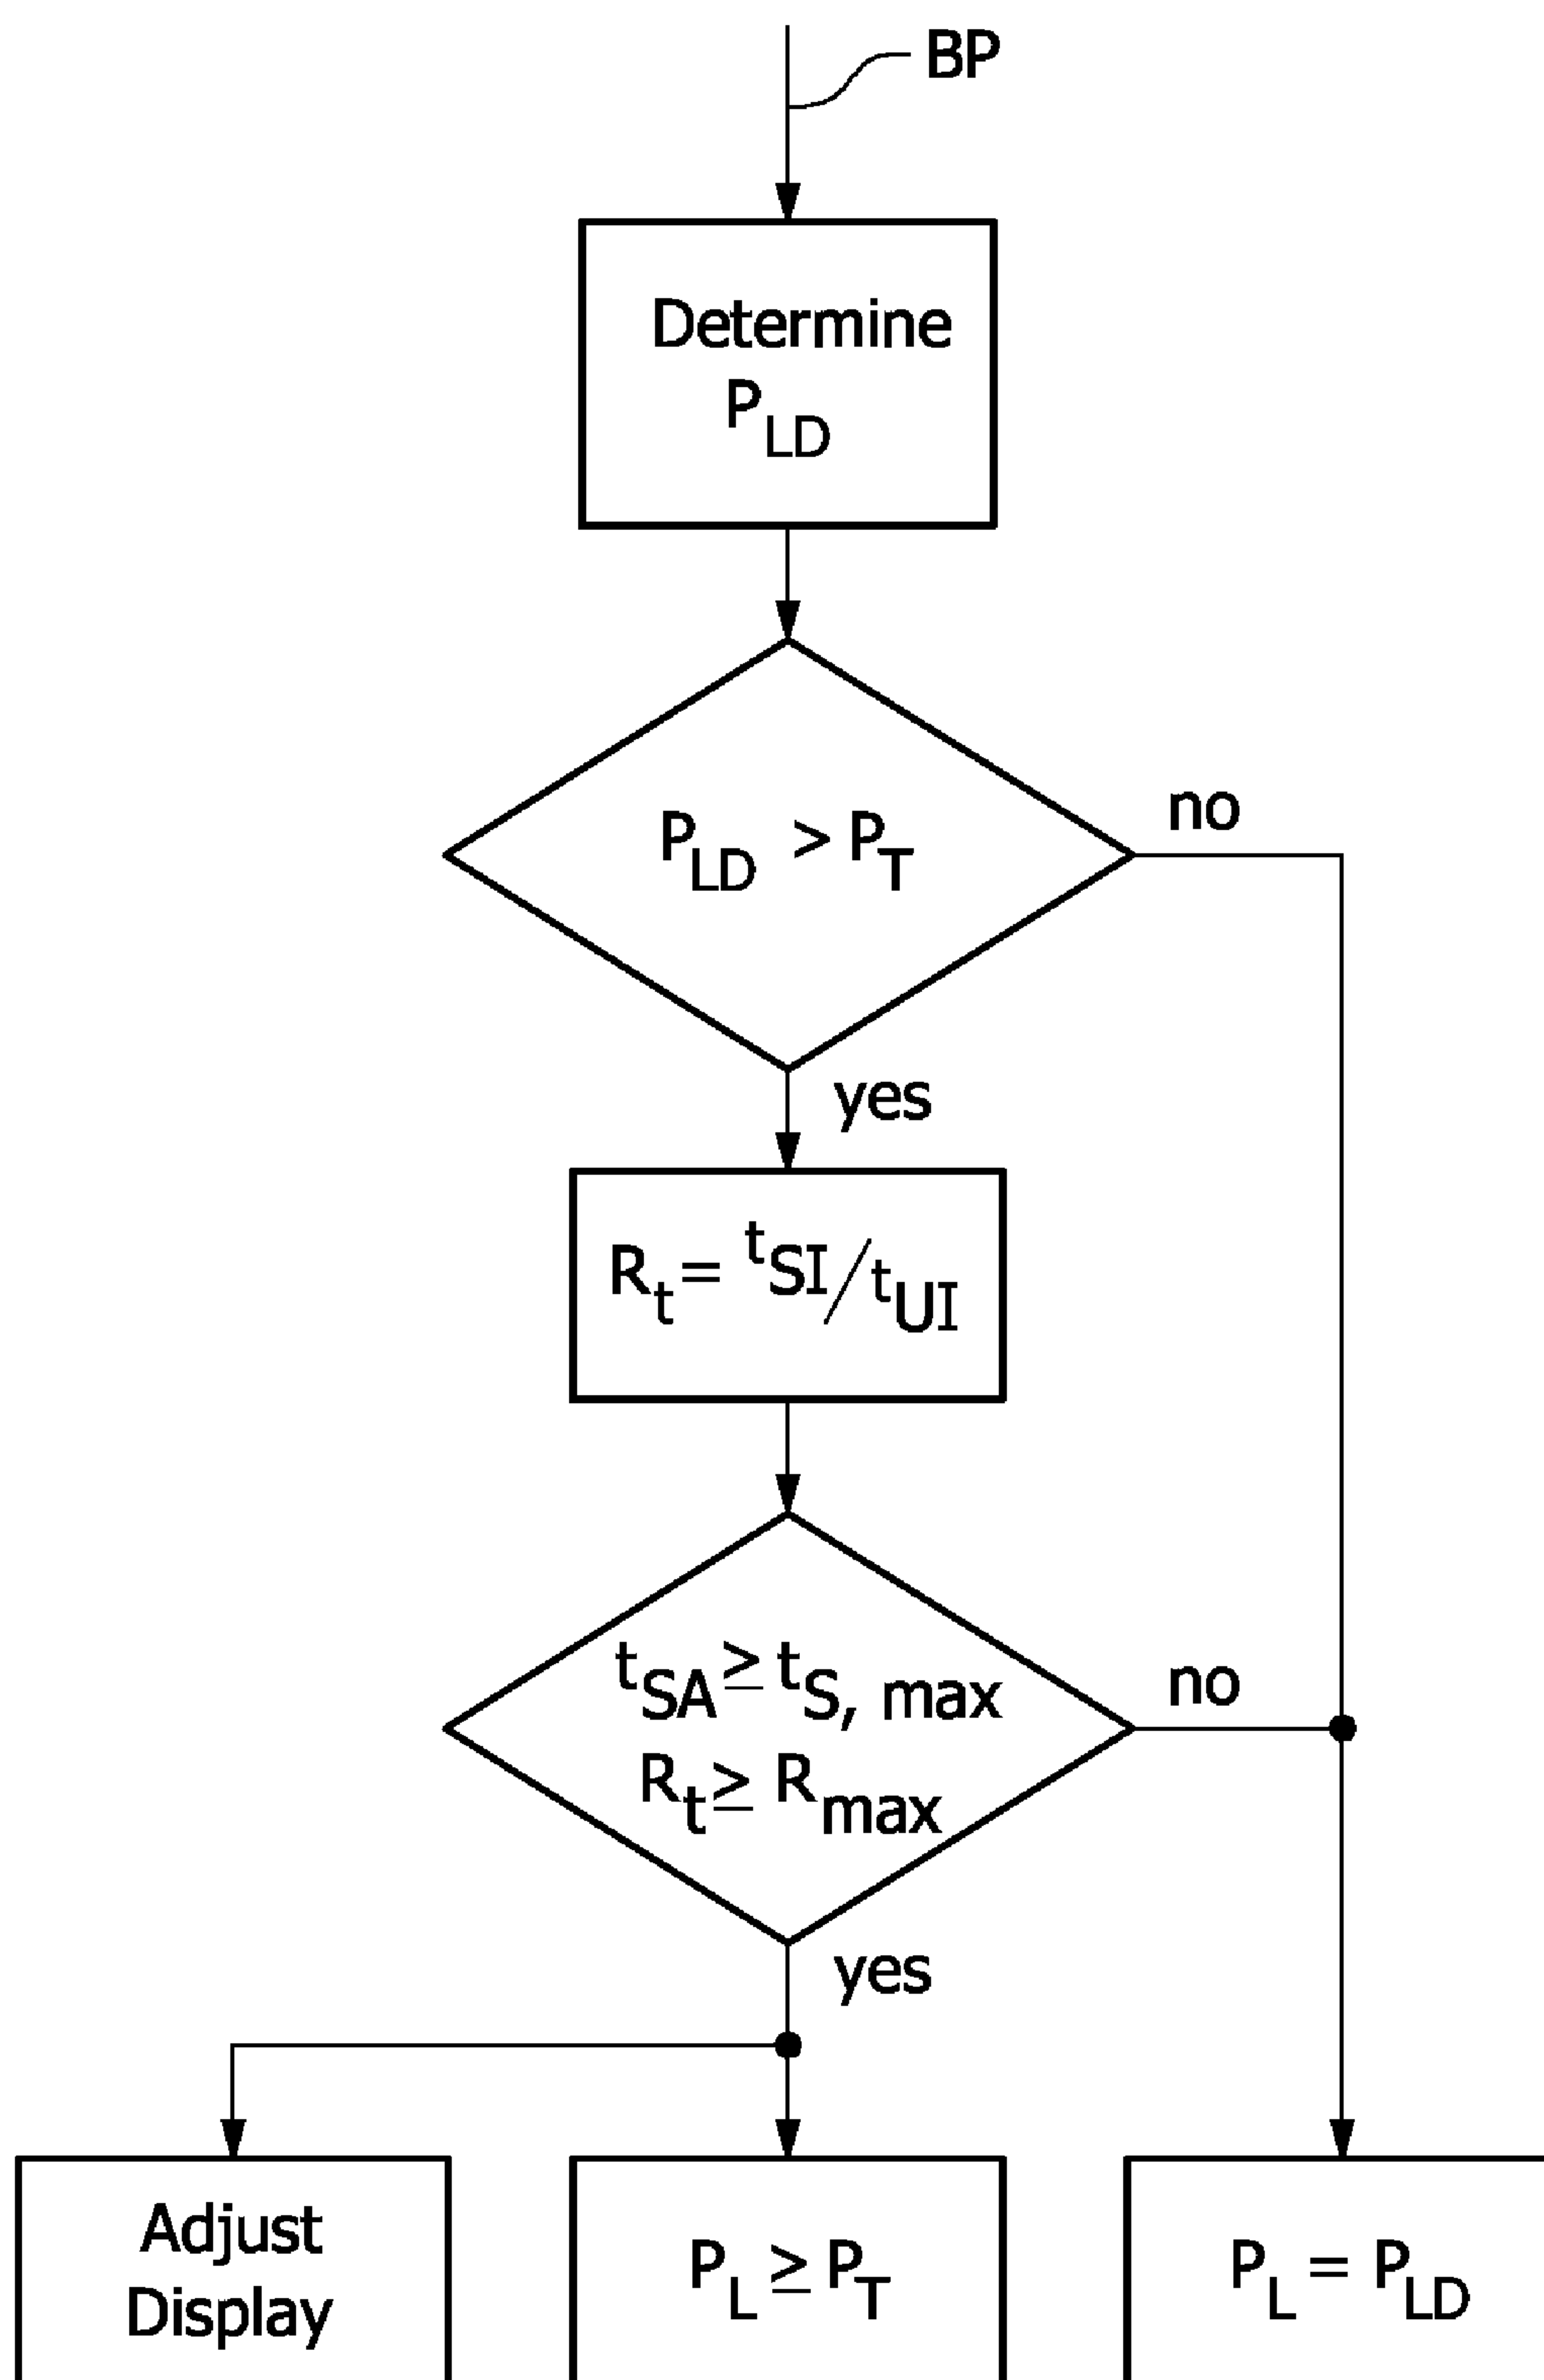 BP
Determine
P_LD
P_LD > P_T
no
yes
R_t = t_SI/t_UI
t_SA ≥ t_S, max
no
R_t ≥ R_max
yes
Adjust
Display
P_L ≥ P_T
P_L = P_LD